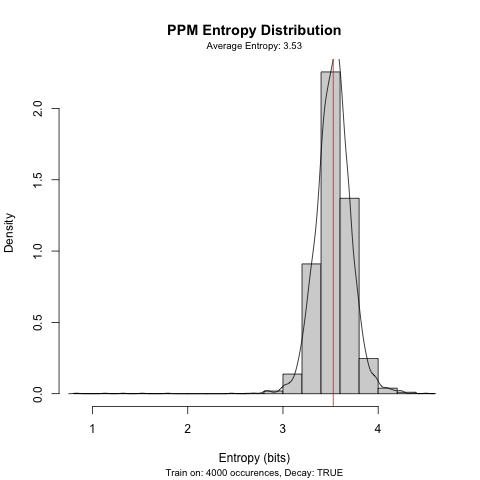 PPM Entropy Distribution
Average Entropy: 3.53
Density
2.0
1.5
1.0
0.5
0.0
1 2 3 4
Entropy (bits)
Train on: 4000 occurences, Decay: TRUE